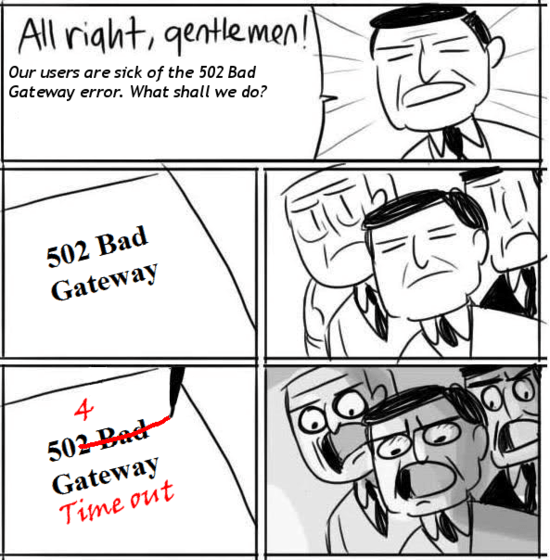 All right, gentlemen!
Our users are sick of the 502 Bad
Gateway error. What shall we do?
502 Bad
Gateway
4
502 Bad
Gateway
Time out